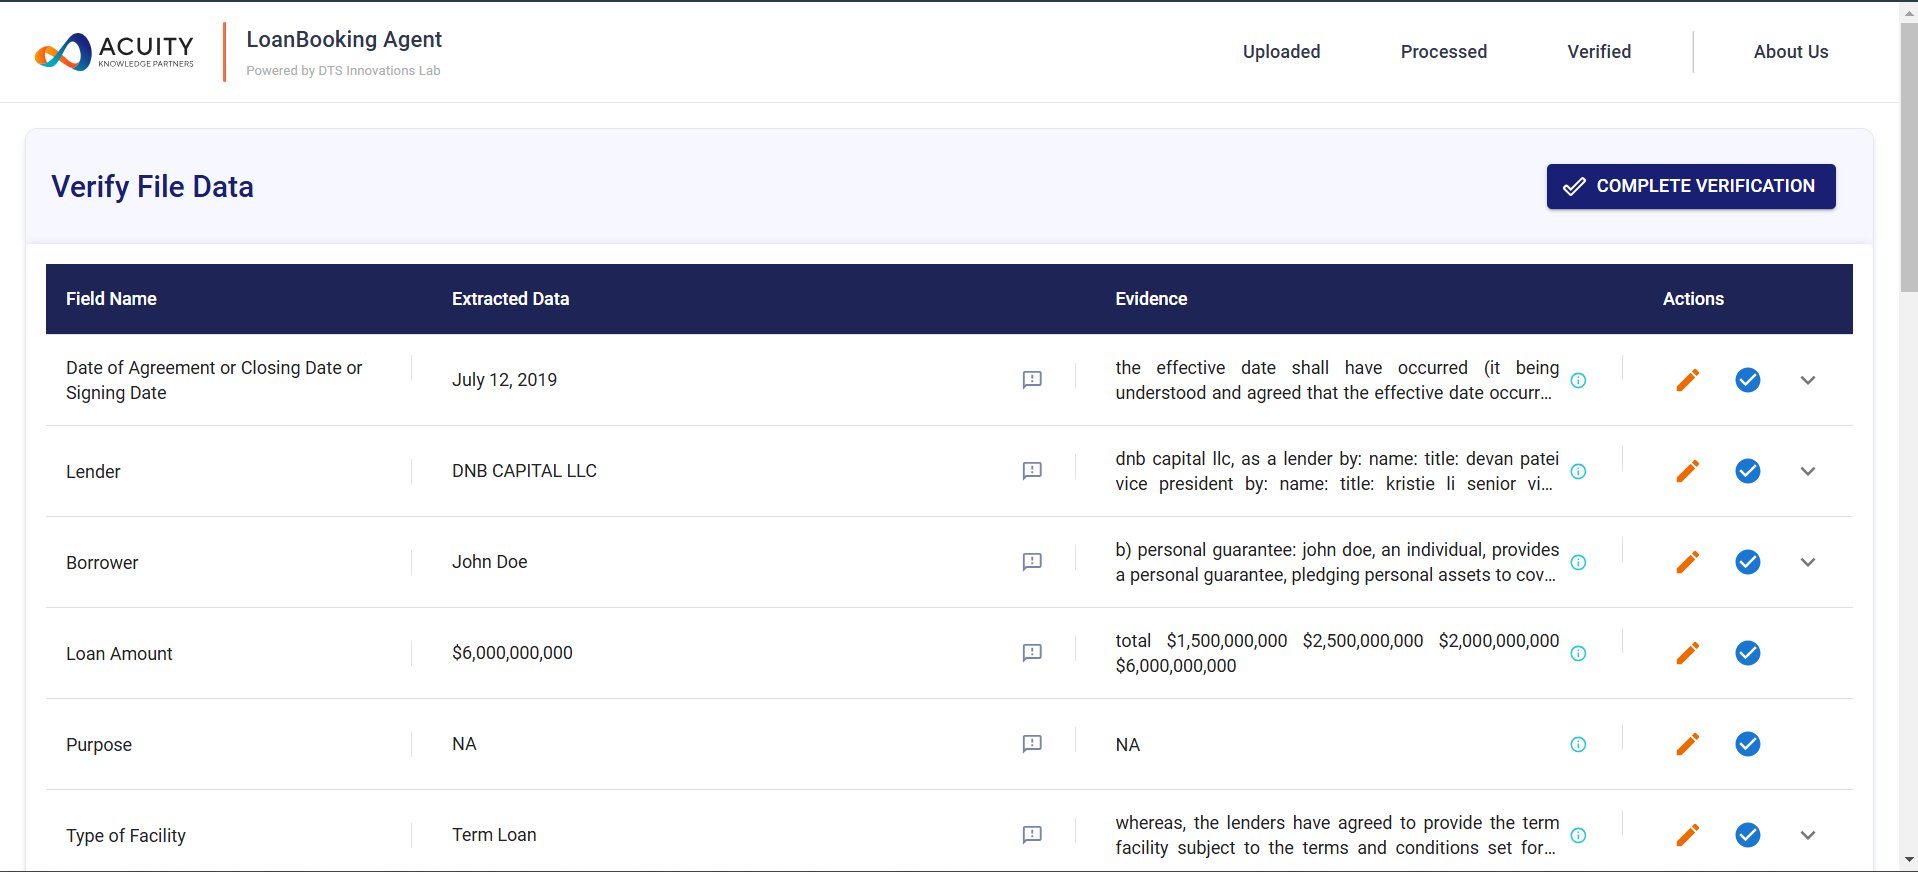 ACUITY
KNOWLEDGE PARTNERS
LoanBooking Agent
Powered by DTS Innovations Lab
Uploaded
Processed
Verified
About Us
Verify File Data
COMPLETE VERIFICATION
Field Name
Extracted Data
Evidence
Actions
Date of Agreement or Closing Date or
Signing Date
July 12, 2019
the effective date shall have occurred (it being
understood and agreed that the effective date occurr...
Lender
DNB CAPITAL LLC
dnb capital llc, as a lender by: name: title: devan patei
vice president by: name: title: kristie li senior vi...
Borrower
John Doe
b) personal guarantee: john doe, an individual, provides
a personal guarantee, pledging personal assets to cov...
Loan Amount
$6,000,000,000
total $1,500,000,000 $2,500,000,000 $2,000,000,000
$6,000,000,000
Purpose
NA
NA
Type of Facility
Term Loan
whereas, the lenders have agreed to provide the term
facility subject to the terms and conditions set for...